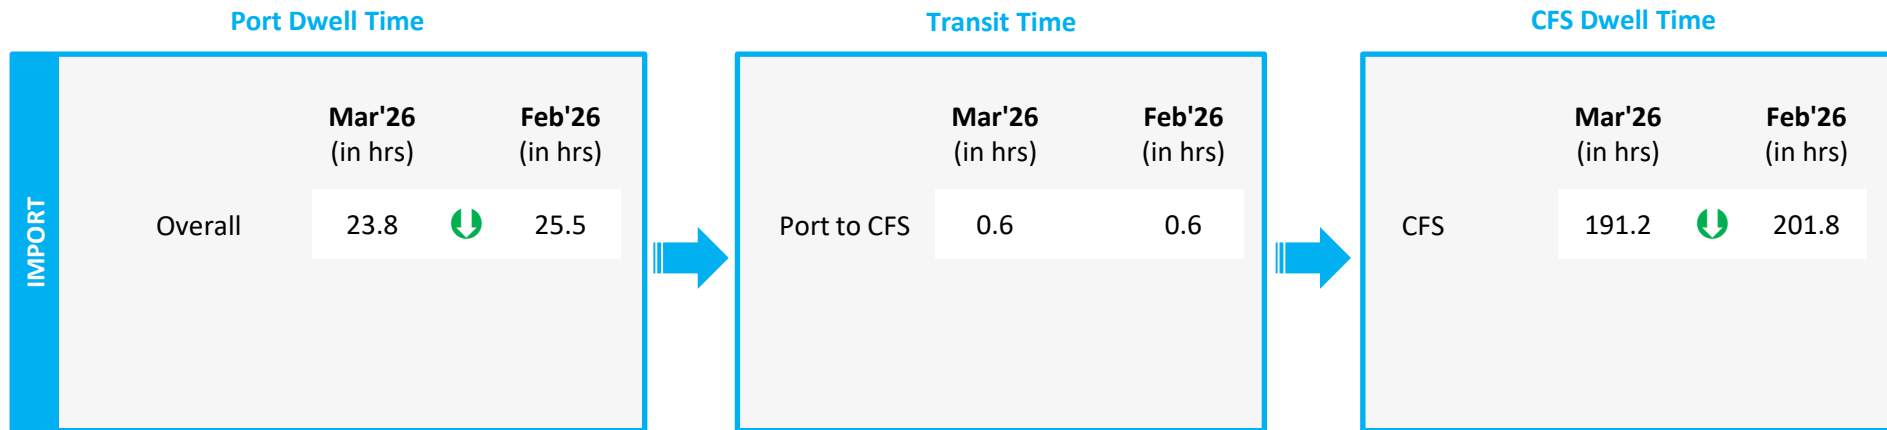 Port Dwell Time
Transit Time
CFS Dwell Time
IMPORT
Mar'26 Feb'26
(in hrs) (in hrs)
Overall 23.8 25.5
Mar'26 Feb'26
(in hrs) (in hrs)
Port to CFS 0.6 0.6
Mar'26 Feb'26
(in hrs) (in hrs)
CFS 191.2 201.8